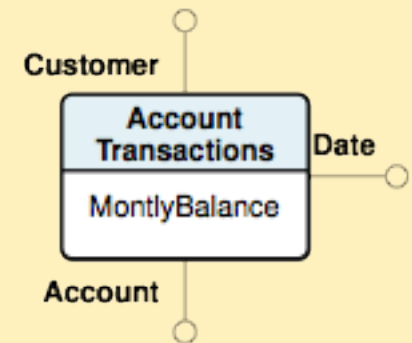 Customer
Account
Transactions
Date
MontlyBalance
Account